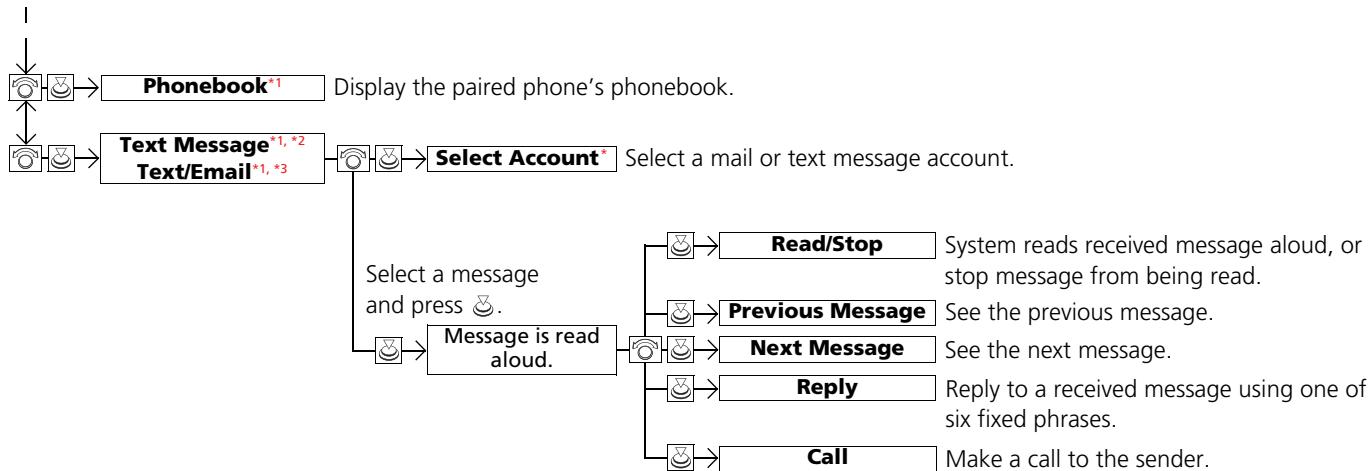 Phonebook*1 Display the paired phone’s phonebook.
Text Message*1, *2
Text/Email*1, *3
Select Account* Select a mail or text message account.
Select a message
and press .
Message is read
aloud.
Read/Stop System reads received message aloud, or
stop message from being read.
Previous Message See the previous message.
Next Message See the next message.
Reply Reply to a received message using one of
six fixed phrases.
Call Make a call to the sender.